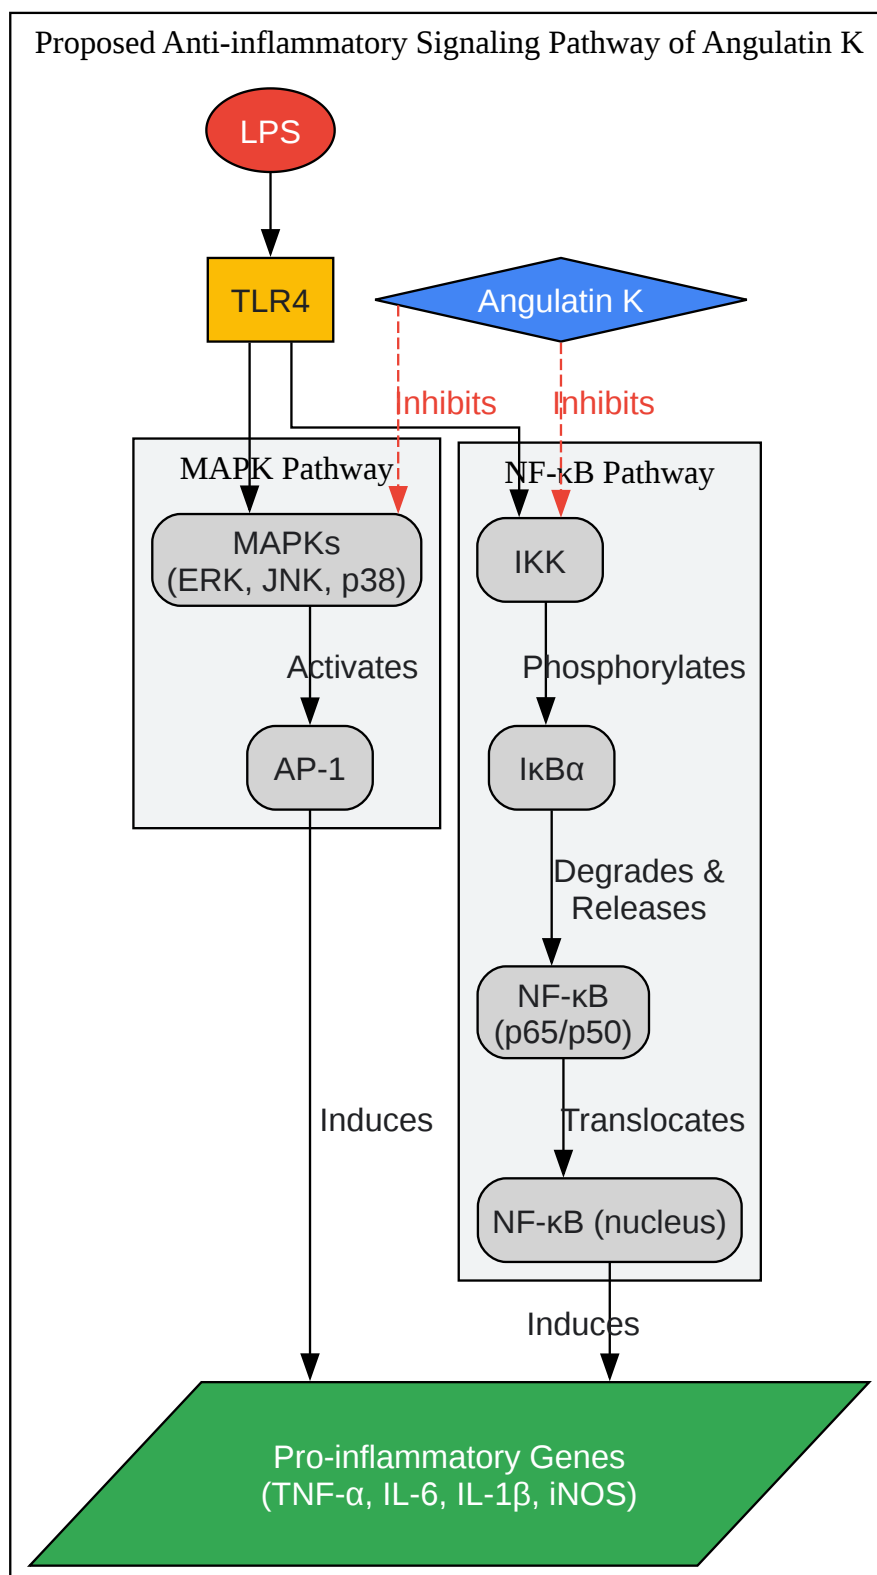 Proposed Anti-inflammatory Signaling Pathway of Angulatin K
LPS
TLR4
Angulatin K
Inhibits
Inhibits
MAPK Pathway
NF-κB Pathway
MAPKs
(ERK, JNK, p38)
IKK
Activates
Phosphorylates
AP-1
IκBα
Degrades &
Releases
NF-κB
(p65/p50)
Induces
Translocates
NF-κB (nucleus)
Induces
Pro-inflammatory Genes
(TNF-α, IL-6, IL-1β, iNOS)